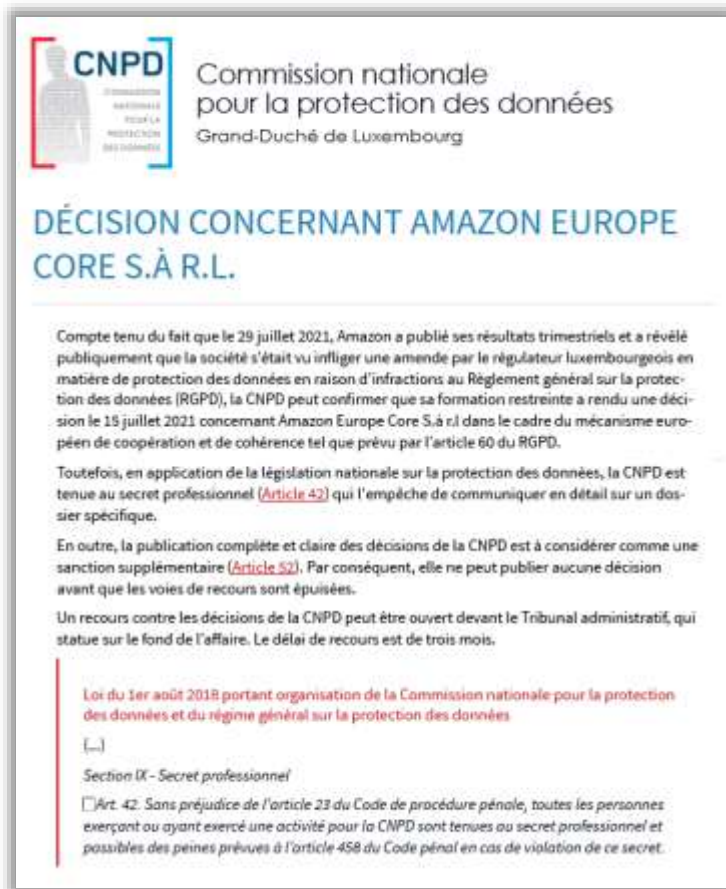 CNPD
COMMISSION
NATIONALE
POUR LA
PROTECTION
DES DONNÉES
Commission nationale
pour la protection des données
Grand-Duché de Luxembourg
DÉCISION CONCERNANT AMAZON EUROPE
CORE S.À R.L.
Compte tenu du fait que le 29 juillet 2021, Amazon a publié ses résultats trimestriels et a révélé
publiquement que la société s'était vu infliger une amende par le régulateur luxembourgeois en
matière de protection des données en raison d'infractions au Règlement général sur la protec-
tion des données (RGPD), la CNPD peut confirmer que sa formation restreinte a rendu une déci-
sion le 15 juillet 2021 concernant Amazon Europe Core S.à r.l dans le cadre du mécanisme euro-
péen de coopération et de cohérence tel que prévu par l'article 60 du RGPD.
Toutefois, en application de la législation nationale sur la protection des données, la CNPD est
tenue au secret professionnel (Article 42) qui l'empêche de communiquer en détail sur un dos-
sier spécifique.
En outre, la publication complète et claire des décisions de la CNPD est à considérer comme une
sanction supplémentaire (Article 52). Par conséquent, elle ne peut publier aucune décision
avant que les voies de recours sont épuisées.
Un recours contre les décisions de la CNPD peut être ouvert devant le Tribunal administratif, qui
statue sur le fond de l'affaire. Le délai de recours est de trois mois.
Loi du 1er août 2018 portant organisation de la Commission nationale pour la protection
des données et du régime général sur la protection des données
(...)
Section IX - Secret professionnel
Art. 42. Sans préjudice de l'article 23 du Code de procédure pénale, toutes les personnes
exerçant ou ayant exercé une activité pour la CNPD sont tenues au secret professionnel et
passibles des peines prévues à l'article 458 du Code pénal en cas de violation de ce secret.